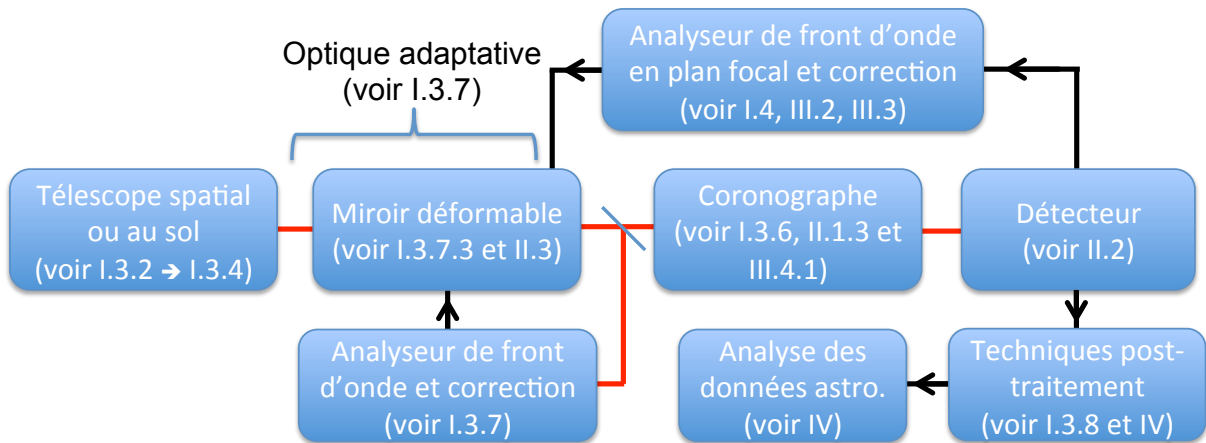 Optique adaptative
(voir I.3.7)
Analyseur de front d’onde
en plan focal et correction
(voir I.4, III.2, III.3)
Télescope spatial
ou au sol
(voir I.3.2 ➔ I.3.4)
Miroir déformable
(voir I.3.7.3 et II.3)
Coronographe
(voir I.3.6, II.1.3 et
III.4.1)
Détecteur
(voir II.2)
Analyseur de front
d’onde et correction
(voir I.3.7)
Analyse des
données astro.
(voir IV)
Techniques post-
traitement
(voir I.3.8 et IV)